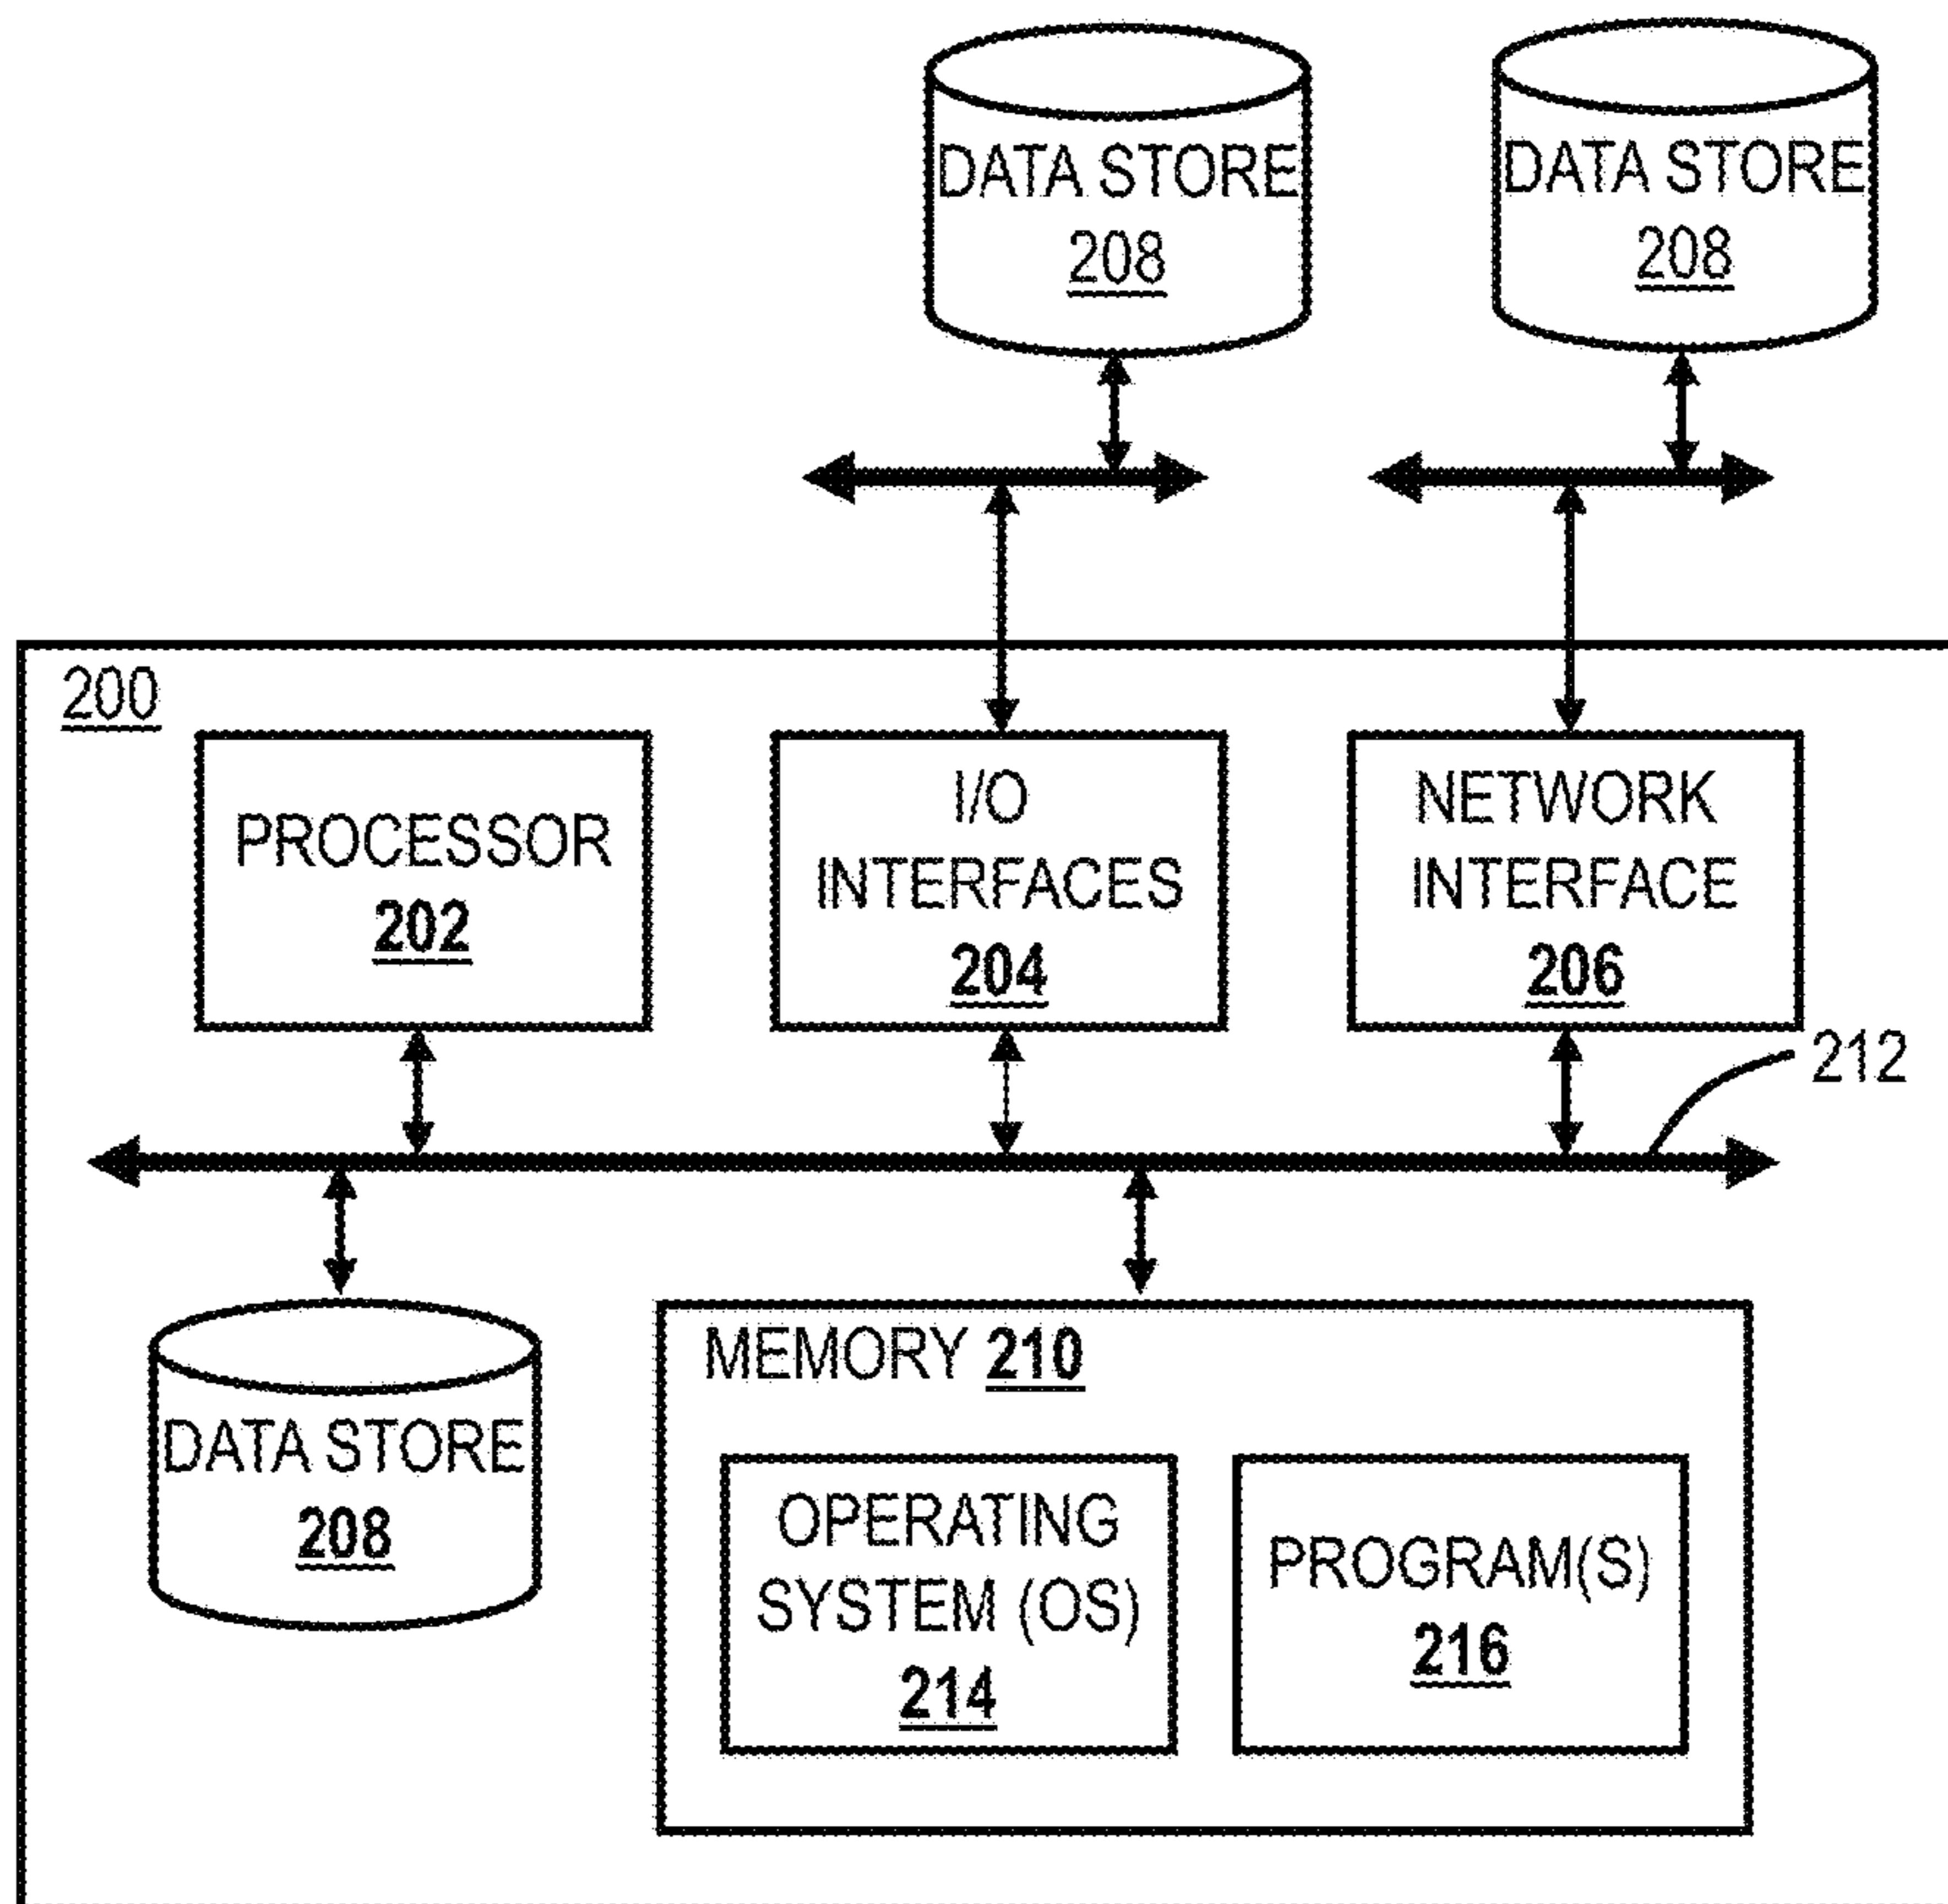 DATA STORE
208
DATA STORE
208
200
PROCESSOR
202
I/O
INTERFACES
204
NETWORK
INTERFACE
206
212
DATA STORE
208
MEMORY 210
OPERATING
SYSTEM (OS)
214
PROGRAM(S)
216